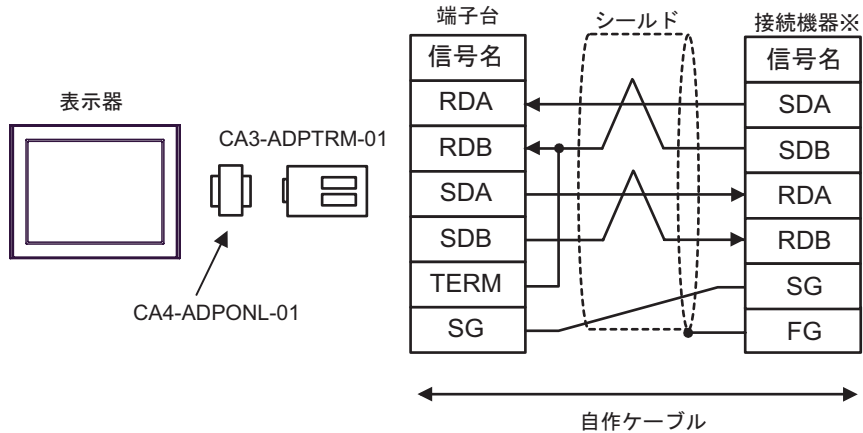 表示器
CA3-ADPTRM-01
CA4-ADPONL-01
端子台
信号名
RDA
RDB
SDA
SDB
TERM
SG
シールド
接続機器※
信号名
SDA
SDB
RDA
RDB
SG
FG
自作ケーブル